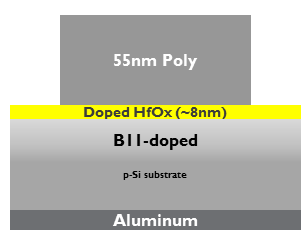 55nm Poly
Doped HfOx (~8nm)
B11-doped
p-Si substrate
Aluminum